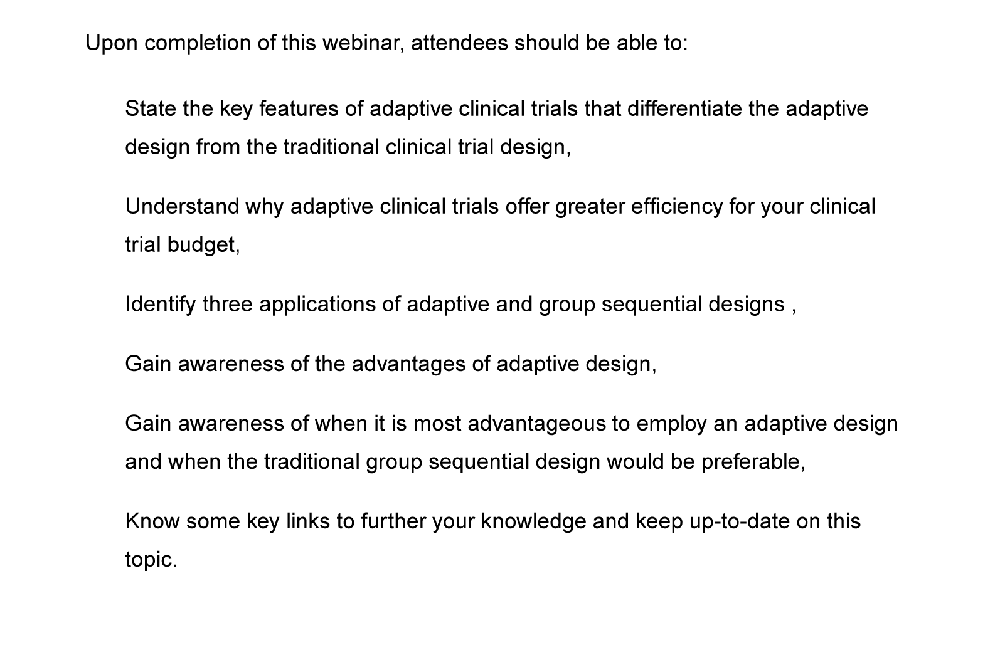 Upon completion of this webinar, attendees should be able to:
State the key features of adaptive clinical trials that differentiate the adaptive
design from the traditional clinical trial design,
Understand why adaptive clinical trials offer greater efficiency for your clinical
trial budget,
Identify three applications of adaptive and group sequential designs ,
Gain awareness of the advantages of adaptive design,
Gain awareness of when it is most advantageous to employ an adaptive design
and when the traditional group sequential design would be preferable,
Know some key links to further your knowledge and keep up-to-date on this
topic.